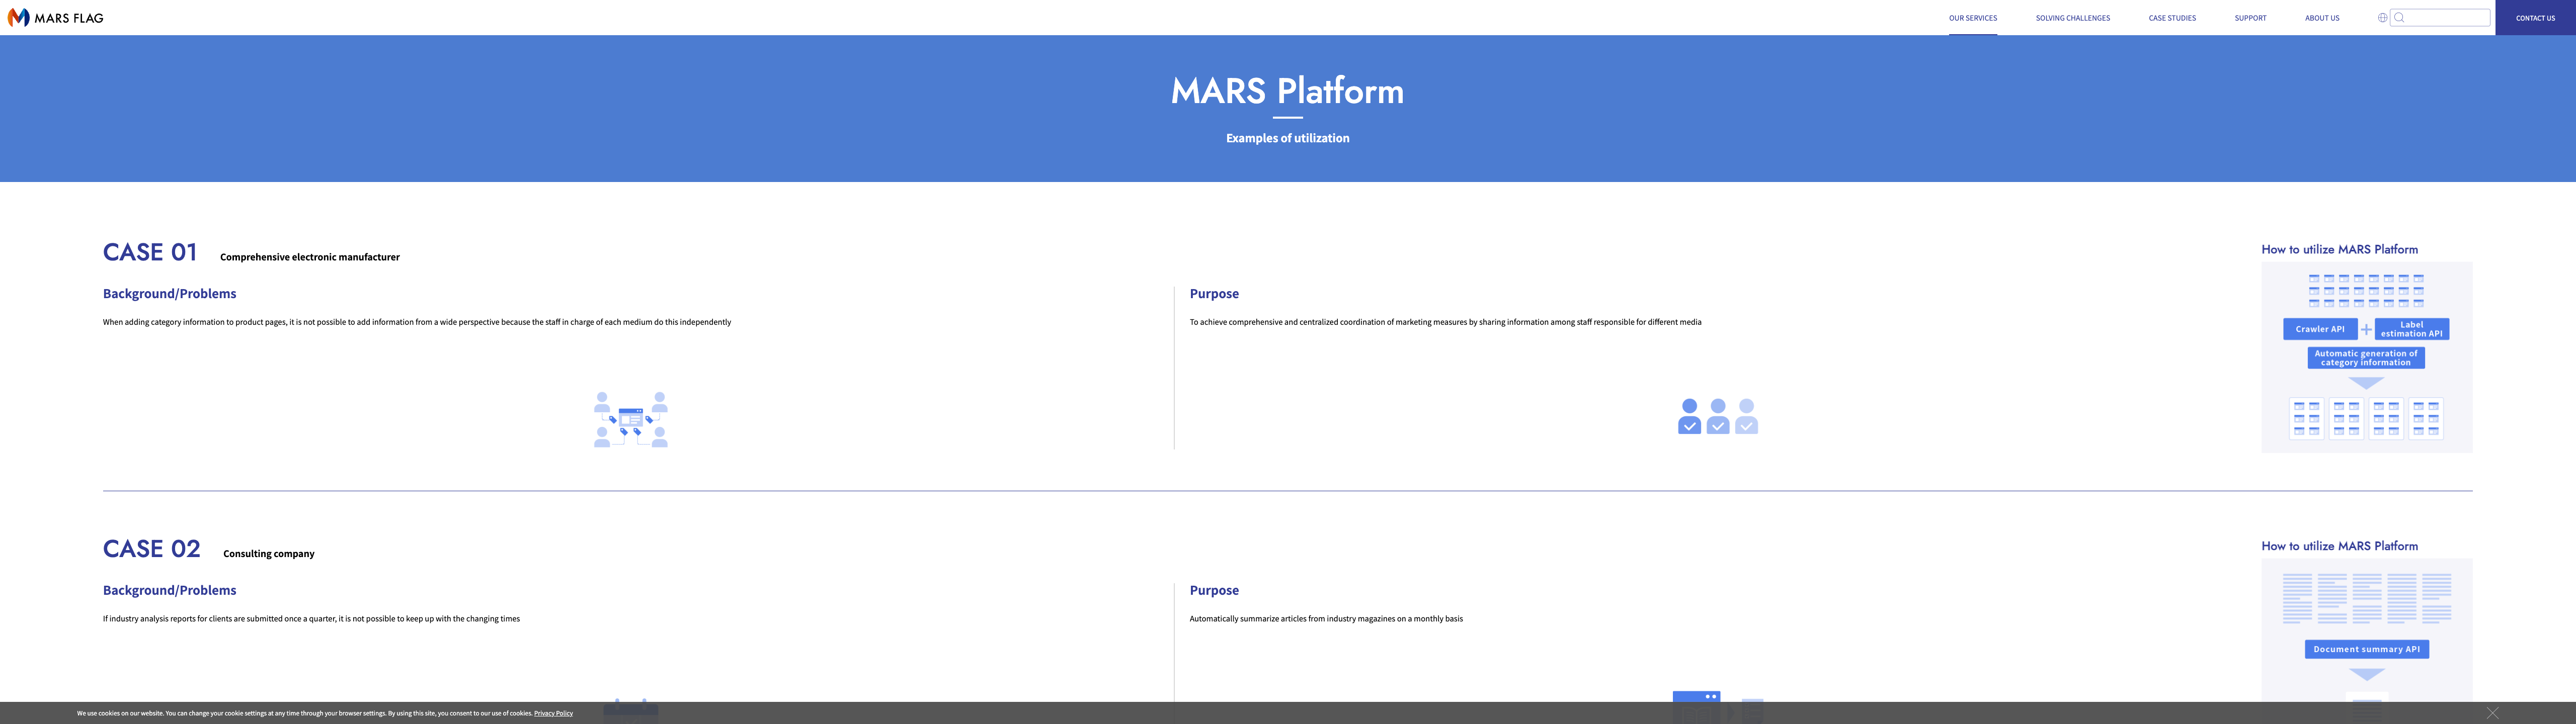 MARS FLAG
OUR SERVICES
SOLVING CHALLENGES
CASE STUDIES
SUPPORT
ABOUT US
CONTACT US
MARS Platform
Examples of utilization
CASE 01
Comprehensive electronic manufacturer
Background/Problems
When adding category information to product pages, it is not possible to add information from a wide perspective because the staff in charge of each medium do this independently
Purpose
To achieve comprehensive and centralized coordination of marketing measures by sharing information among staff responsible for different media
How to utilize MARS Platform
Crawler API
+
Label
estimation API
Automatic generation of
category information
CASE 02
Consulting company
Background/Problems
If industry analysis reports for clients are submitted once a quarter, it is not possible to keep up with the changing times
Purpose
Automatically summarize articles from industry magazines on a monthly basis
How to utilize MARS Platform
Document summary API
We use cookies on our website. You can change your cookie settings at any time through your browser settings. By using this site, you consent to our use of cookies. Privacy Policy